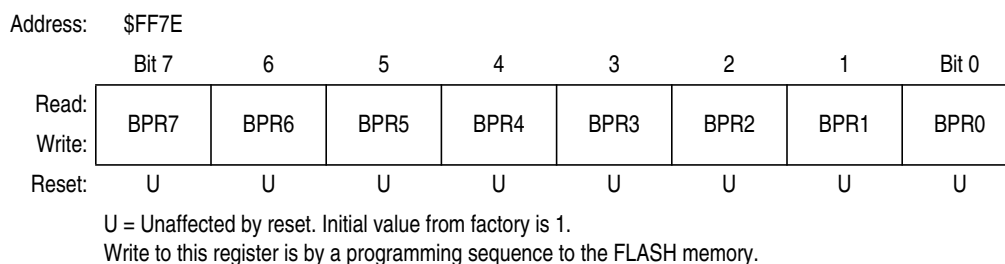 Address: $FF7E
Bit 7 6 5 4 3 2 1 Bit 0
Read:
BPR7 BPR6 BPR5 BPR4 BPR3 BPR2 BPR1 BPR0
Write:
Reset: U U U U U U U U
U = Unaffected by reset. Initial value from factory is 1.
Write to this register is by a programming sequence to the FLASH memory.